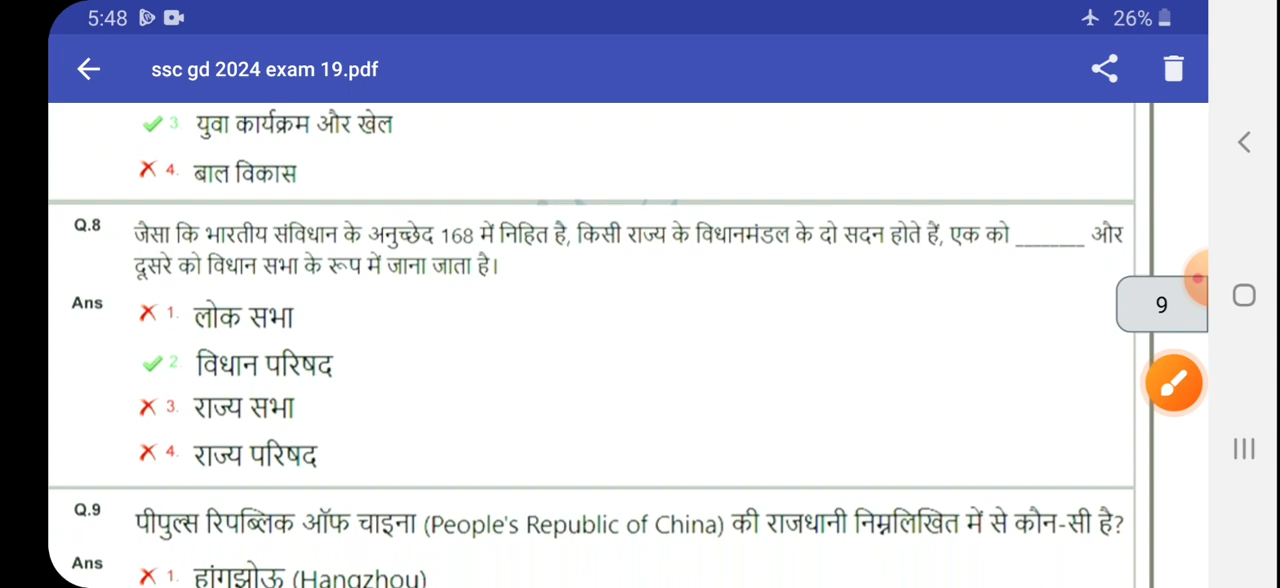 5:48 26%
ssc gd 2024 exam 19.pdf
3 युवा कार्यक्रम और खेल
4. बाल विकास
Q.8 जैसा कि भारतीय संविधान के अनुच्छेद 168 में निहित है, किसी राज्य के विधानमंडल के दो सदन होते हैं, एक को _______ और
दूसरे को विधान सभा के रूप में जाना जाता है।
Ans 1. लोक सभा
9
2 विधान परिषद
3. राज्य सभा
4. राज्य परिषद
Q.9 पीपुल्स रिपब्लिक ऑफ चाइना (People's Republic of China) की राजधानी निम्नलिखित में से कौन-सी है?
Ans 1. हांगझोऊ (Hangzhou)